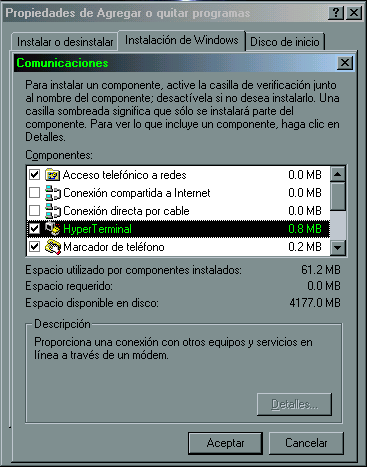 Propiedades de Agregar o quitar programas
Instalar o desinstalar
Instalación de Windows
Disco de inicio
Comunicaciones
Para instalar un componente, active la casilla de verificación junto
al nombre del componente; desactívela si no desea instalarlo. Una
casilla sombreada significa que sólo se instalará parte del
componente. Para ver lo que incluye un componente, haga clic en
Detalles.
Componentes:
Acceso telefónico a redes 0.0 MB
Conexión compartida a Internet 0.0 MB
Conexión directa por cable 0.0 MB
HyperTerminal 0.8 MB
Marcador de teléfono 0.2 MB
Espacio utilizado por componentes instalados: 61.2 MB
Espacio requerido: 0.0 MB
Espacio disponible en disco: 4177.0 MB
Descripción
Proporciona una conexión con otros equipos y servicios en
línea a través de un módem.
Detalles...
Aceptar
Cancelar